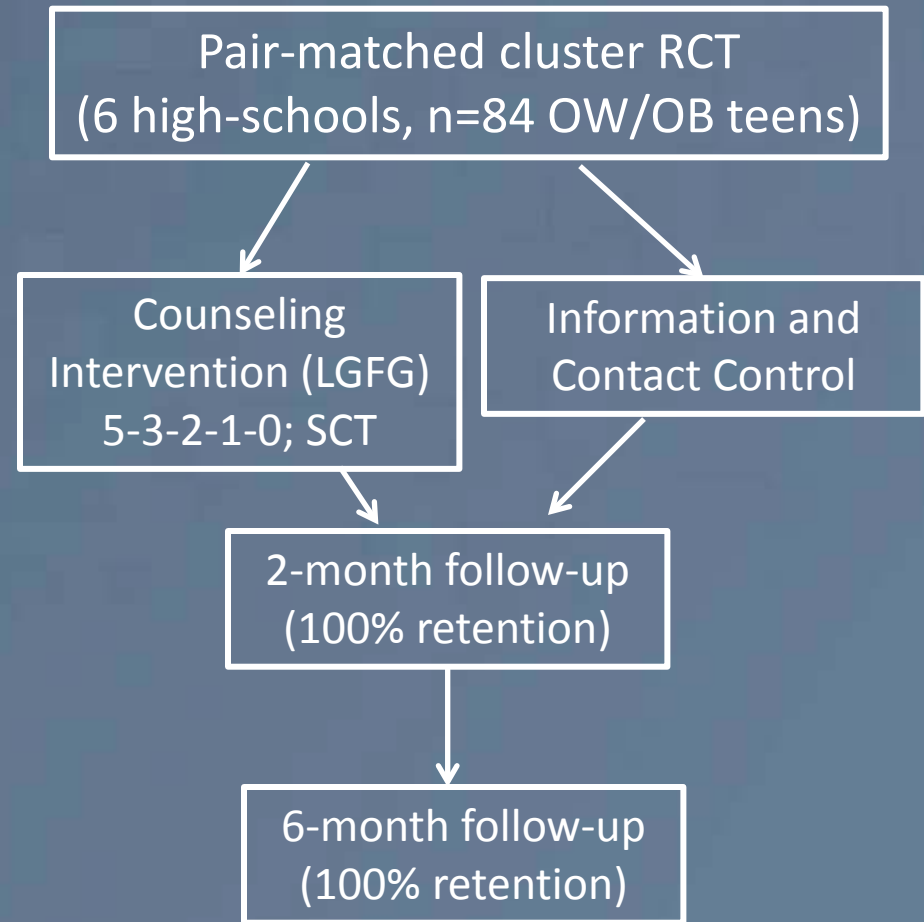 Pair-matched cluster RCT
(6 high-schools, n=84 OW/OB teens)
Counseling
Intervention (LGFG)
5-3-2-1-0; SCT
Information and
Contact Control
2-month follow-up
(100% retention)
6-month follow-up
(100% retention)